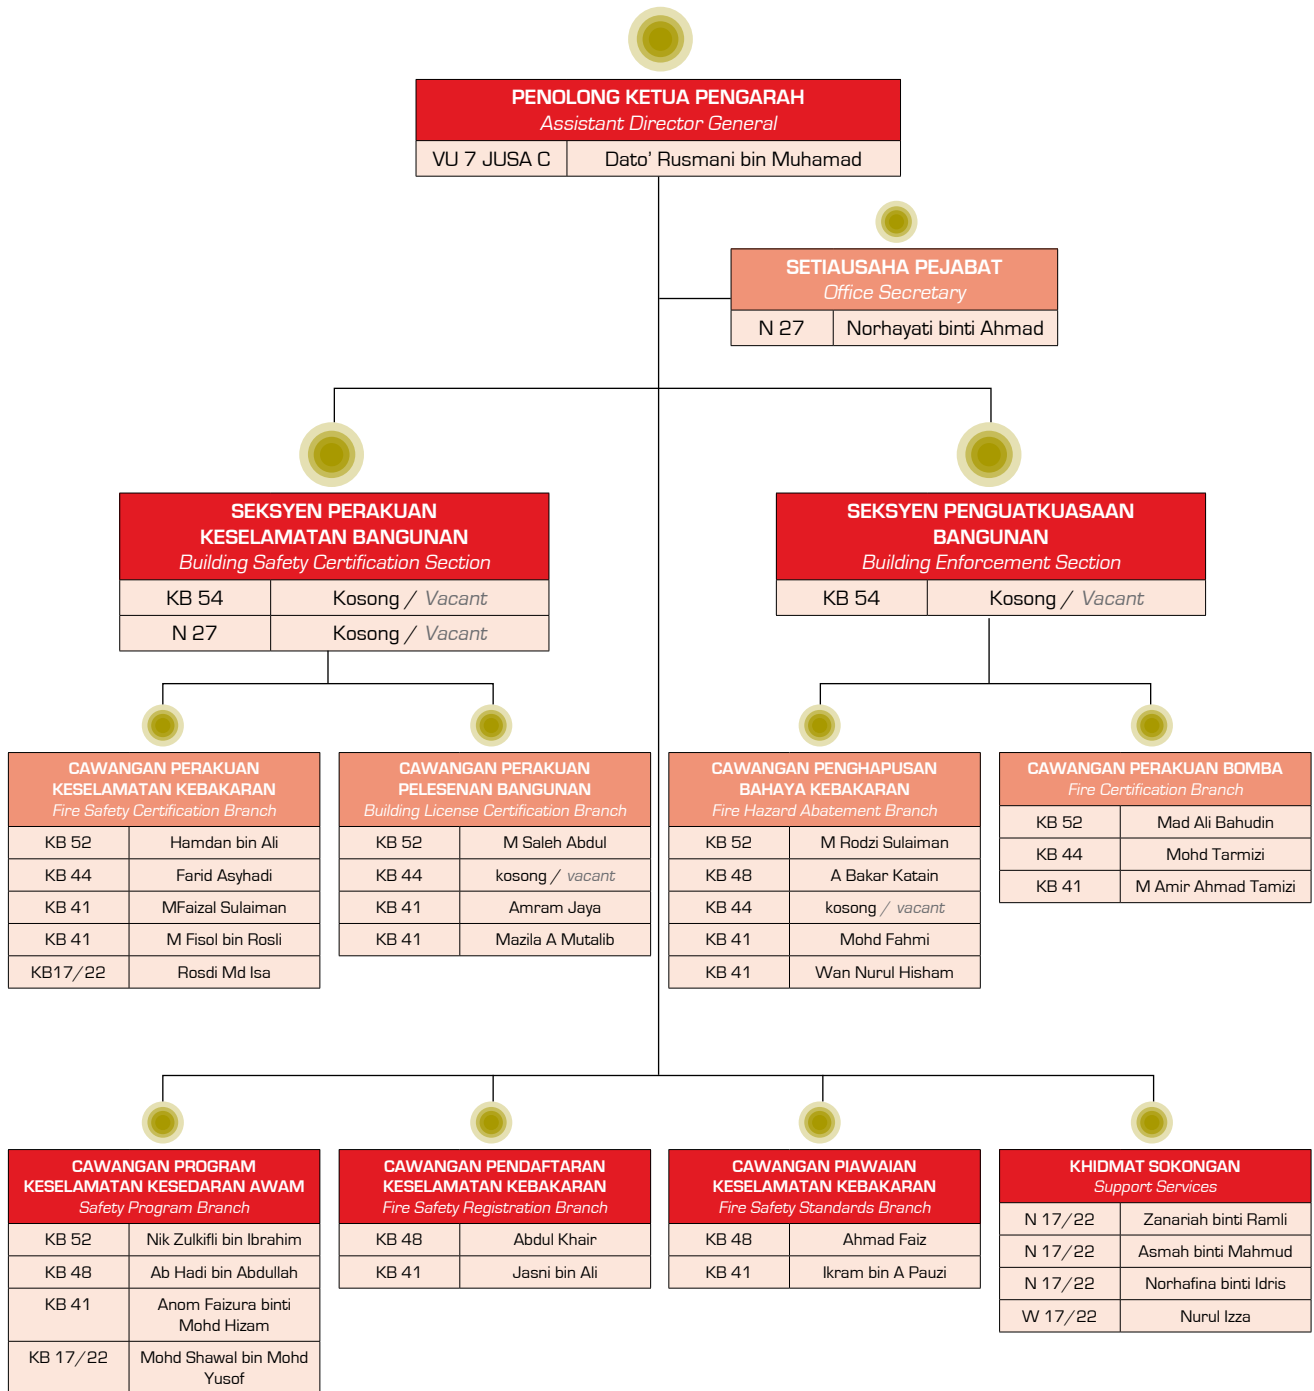 PENOLONG KETUA PENGARAH
Assistant Director General
VU 7 JUSA C Dato' Rusmani bin Muhamad
SETIAUSAHA PEJABAT
Office Secretary
N 27 Norhayati binti Ahmad
SEKSYEN PERAKUAN
KESELAMATAN BANGUNAN
Building Safety Certification Section
KB 54 Kosong / Vacant
N 27 Kosong / Vacant
SEKSYEN PENGUATKUASAAN
BANGUNAN
Building Enforcement Section
KB 54 Kosong / Vacant
CAWANGAN PERAKUAN
KESELAMATAN KEBAKARAN
Fire Safety Certification Branch
KB 52 Hamdan bin Ali
KB 44 Farid Asyhadi
KB 41 MFaizal Sulaiman
KB 41 M Fisol bin Rosli
KB17/22 Rosdi Md Isa
CAWANGAN PERAKUAN
PELESENAN BANGUNAN
Building License Certification Branch
KB 52 M Saleh Abdul
KB 44 kosong / vacant
KB 41 Amram Jaya
KB 41 Mazila A Mutalib
CAWANGAN PENGHAPUSAN
BAHAYA KEBAKARAN
Fire Hazard Abatement Branch
KB 52 M Rodzi Sulaiman
KB 48 A Bakar Katain
KB 44 kosong / vacant
KB 41 Mohd Fahmi
KB 41 Wan Nurul Hisham
CAWANGAN PERAKUAN BOMBA
Fire Certification Branch
KB 52 Mad Ali Bahudin
KB 44 Mohd Tarmizi
KB 41 M Amir Ahmad Tamizi
CAWANGAN PROGRAM
KESELAMATAN KESEDARAN AWAM
Safety Program Branch
KB 52 Nik Zulkifli bin Ibrahim
KB 48 Ab Hadi bin Abdullah
KB 41 Anom Faizura binti
Mohd Hizam
KB 17/22 Mohd Shawal bin Mohd
Yusof
CAWANGAN PENDAFTARAN
KESELAMATAN KEBAKARAN
Fire Safety Registration Branch
KB 48 Abdul Khair
KB 41 Jasni bin Ali
CAWANGAN PIAWAIAN
KESELAMATAN KEBAKARAN
Fire Safety Standards Branch
KB 48 Ahmad Faiz
KB 41 Ikram bin A Pauzi
KHIDMAT SOKONGAN
Support Services
N 17/22 Zanariah binti Ramli
N 17/22 Asmah binti Mahmud
N 17/22 Norhafina binti Idris
W 17/22 Nurul Izza